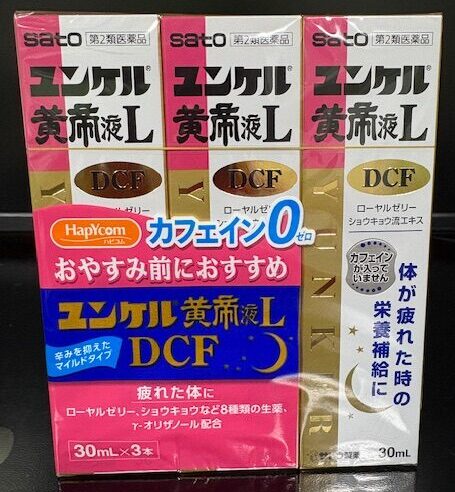 sato 第2類医薬品
ユンケル®
黄帝液L
DCF
ローヤルゼリー
sato 第2類医薬品
ユンケル®
黄帝液L
DCF
sato 第2類医薬品
ユンケル®
黄帝液L
DCF
ローヤルゼリー
ショウキョウ流エキス
YUNKER
カフェインが
入って
いません
体が疲れた時の
栄養補給に
佐藤製薬
30mL
HapYcom
ハピコム
カフェイン0
ゼロ
おやすみ前におすすめ
ユンケル®黄帝液L
DCF
辛みを抑えた
マイルドタイプ
疲れた体に
ローヤルゼリー、ショウキョウなど8種類の生薬、
γ-オリザノール配合
30mL×3本